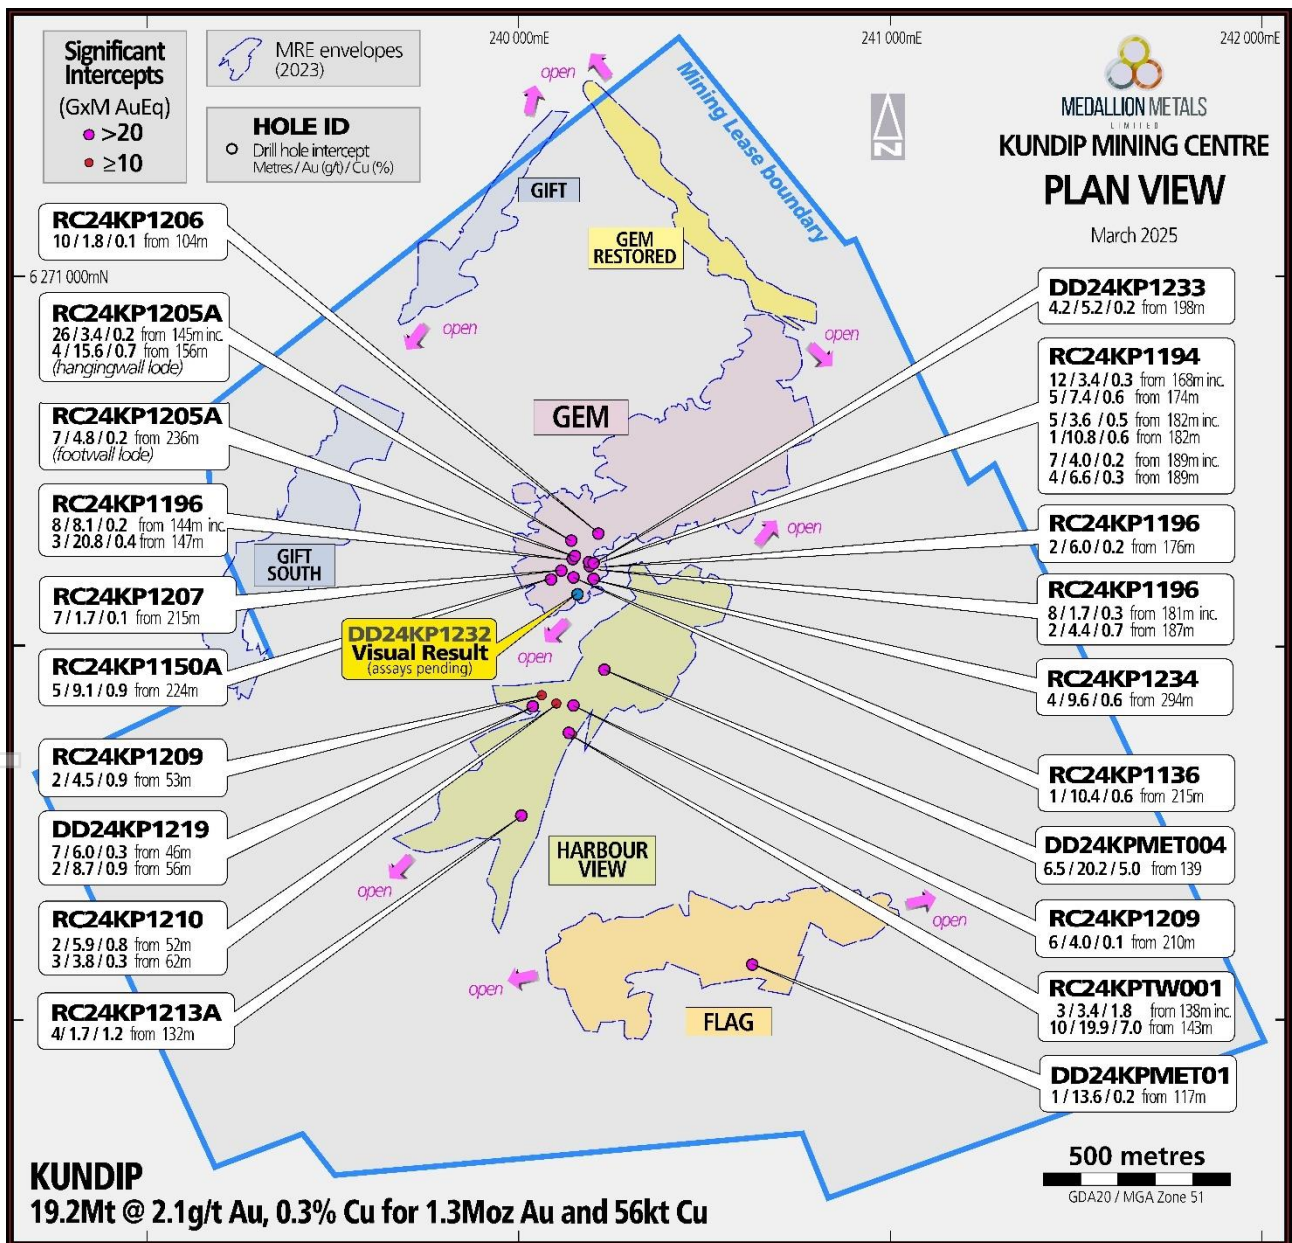 240 000mE
241 000mE
242 000mE
Significant
Intercepts
(GxM AuEq)
>20
≥10
MRE envelopes
(2023)
HOLE ID
Drill hole intercept
Metres / Au (g/t) / Cu (%)
MEDALLION METALS
LIMITED
KUNDIP MINING CENTRE
PLAN VIEW
March 2025
Mining Lease boundary
open
GIFT
GEM
RESTORED
6 271 000mN
open
open
GEM
open
GIFT
SOUTH
open
HARBOUR
VIEW
open
open
open
FLAG
RC24KP1206
10 / 1.8 / 0.1 from 104m
RC24KP1205A
26 / 3.4 / 0.2 from 145m inc.
4 / 15.6 / 0.7 from 156m
(hangingwall lode)
RC24KP1205A
7 / 4.8 / 0.2 from 236m
(footwall lode)
RC24KP1196
8 / 8.1 / 0.2 from 144m inc.
3 / 20.8 / 0.4 from 147m
RC24KP1207
7 / 1.7 / 0.1 from 215m
DD24KP1232
Visual Result
(assays pending)
RC24KP1150A
5 / 9.1 / 0.9 from 224m
RC24KP1209
2 / 4.5 / 0.9 from 53m
DD24KP1219
7 / 6.0 / 0.3 from 46m
2 / 8.7 / 0.9 from 56m
RC24KP1210
2 / 5.9 / 0.8 from 52m
3 / 3.8 / 0.3 from 62m
RC24KP1213A
4/ 1.7 / 1.2 from 132m
DD24KP1233
4.2 / 5.2 / 0.2 from 198m
RC24KP1194
12 / 3.4 / 0.3 from 168m inc.
5 / 7.4 / 0.6 from 174m
5 / 3.6 / 0.5 from 182m inc.
1 /10.8 / 0.6 from 182m
7 / 4.0 / 0.2 from 189m inc.
4 / 6.6 / 0.3 from 189m
RC24KP1196
2 / 6.0 / 0.2 from 176m
RC24KP1196
8 / 1.7 / 0.3 from 181m inc.
2 / 4.4 / 0.7 from 187m
RC24KP1234
4 / 9.6 / 0.6 from 294m
RC24KP1136
1 / 10.4 / 0.6 from 215m
DD24KPMET004
6.5 / 20.2 / 5.0 from 139
RC24KP1209
6 / 4.0 / 0.1 from 210m
RC24KPTW001
3 / 3.4 / 1.8 from 138m inc.
10 / 19.9 / 7.0 from 143m
DD24KPMET01
1 / 13.6 / 0.2 from 117m
500 metres
GDA20 / MGA Zone 51
KUNDIP
19.2Mt @ 2.1g/t Au, 0.3% Cu for 1.3Moz Au and 56kt Cu